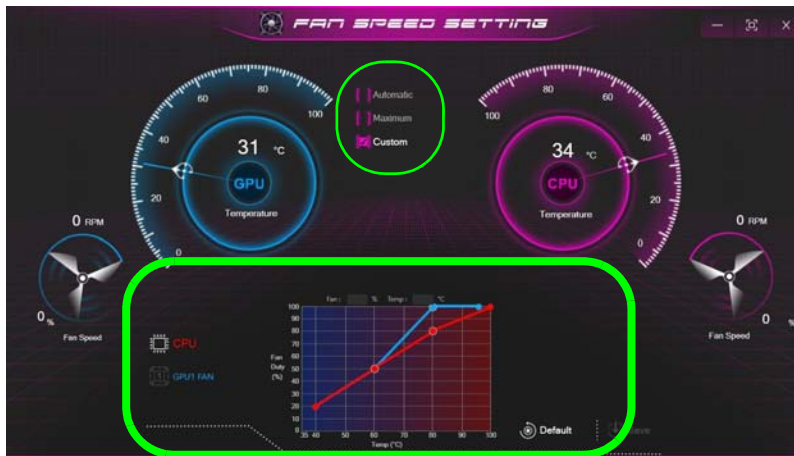 FAN SPEED SETTING
Automatic
Maximum
Custom
0 20 40 60 80 100
31 °C
GPU
Temperature
100 80 60 40 20 0
34 °C
CPU
Temperature
0 RPM
0 %
Fan Speed
0 RPM
0 %
Fan Speed
CPU
1
GPU1 FAN
Fan : % Temp : °C
Fan Duty (%)
100
90
80
70
60
50
40
30
20
10
0
35 40 50 60 70 80 90 100
Temp (°C)
Default